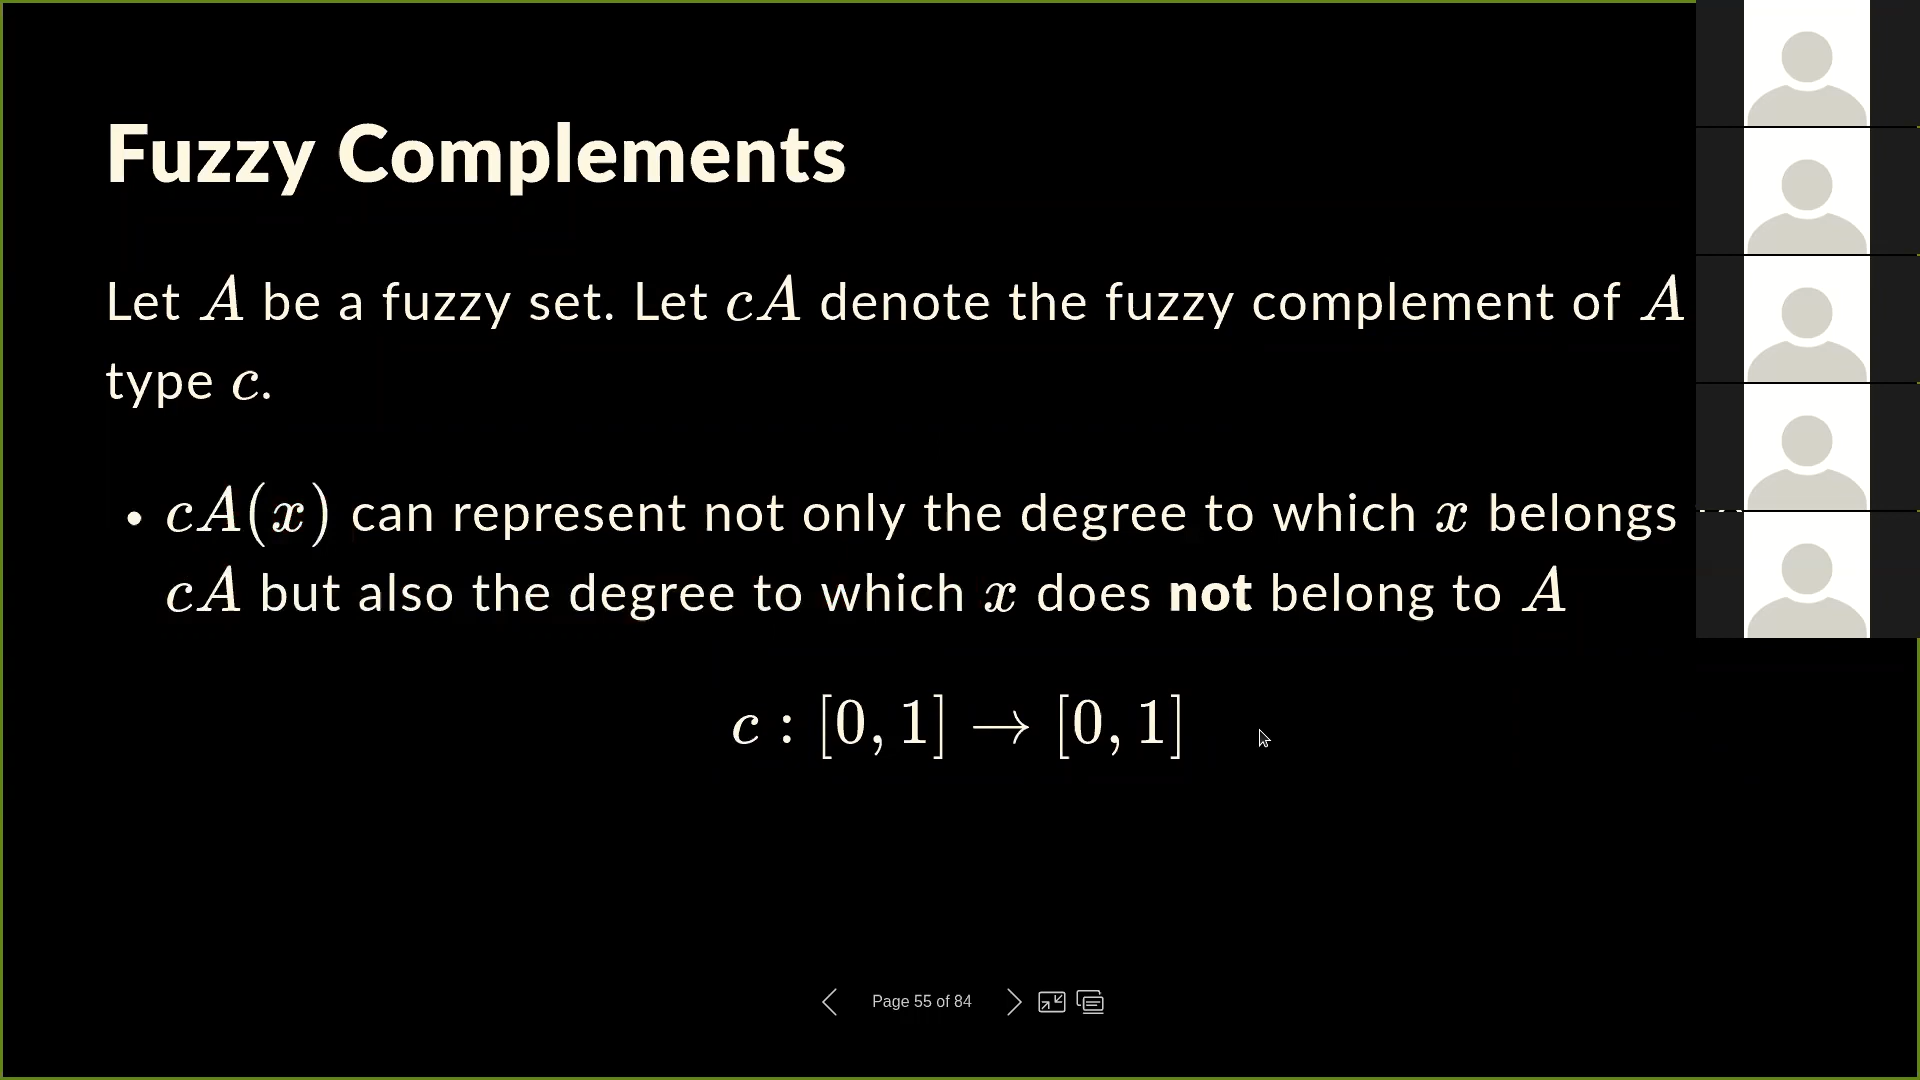 Fuzzy Complements
Let A be a fuzzy set. Let cA denote the fuzzy complement of A
type c.
• cA(x) can represent not only the degree to which x belongs
cA but also the degree to which x does not belong to A
c : [0, 1] → [0, 1]
Page 55 of 84